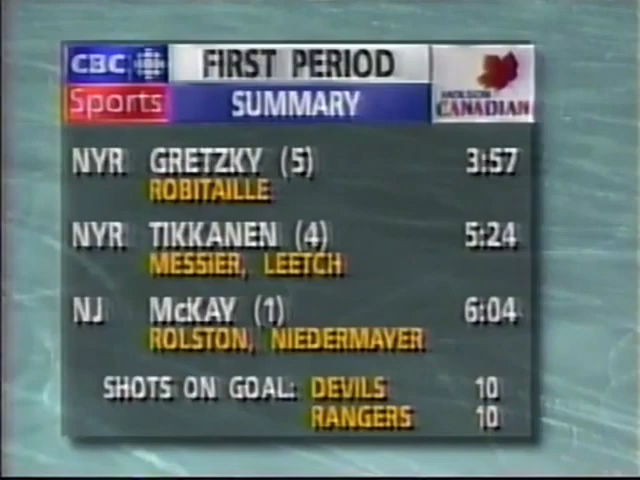 CBC FIRST PERIOD
Sports SUMMARY
MOLSON
CANADIAN
NYR GRETZKY (5) 3:57
ROBITAILLE
NYR TIKKANEN (4) 5:24
MESSIER, LEETCH
NJ McKAY (1) 6:04
ROLSTON, NIEDERMAYER
SHOTS ON GOAL: DEVILS 10
RANGERS 10